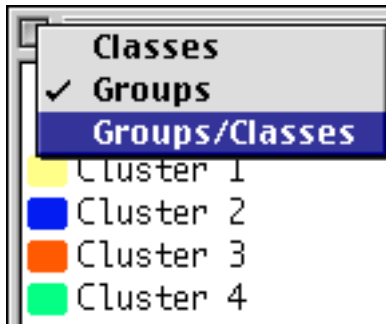 Classes
✓ Groups
Groups/Classes
Cluster 1
Cluster 2
Cluster 3
Cluster 4